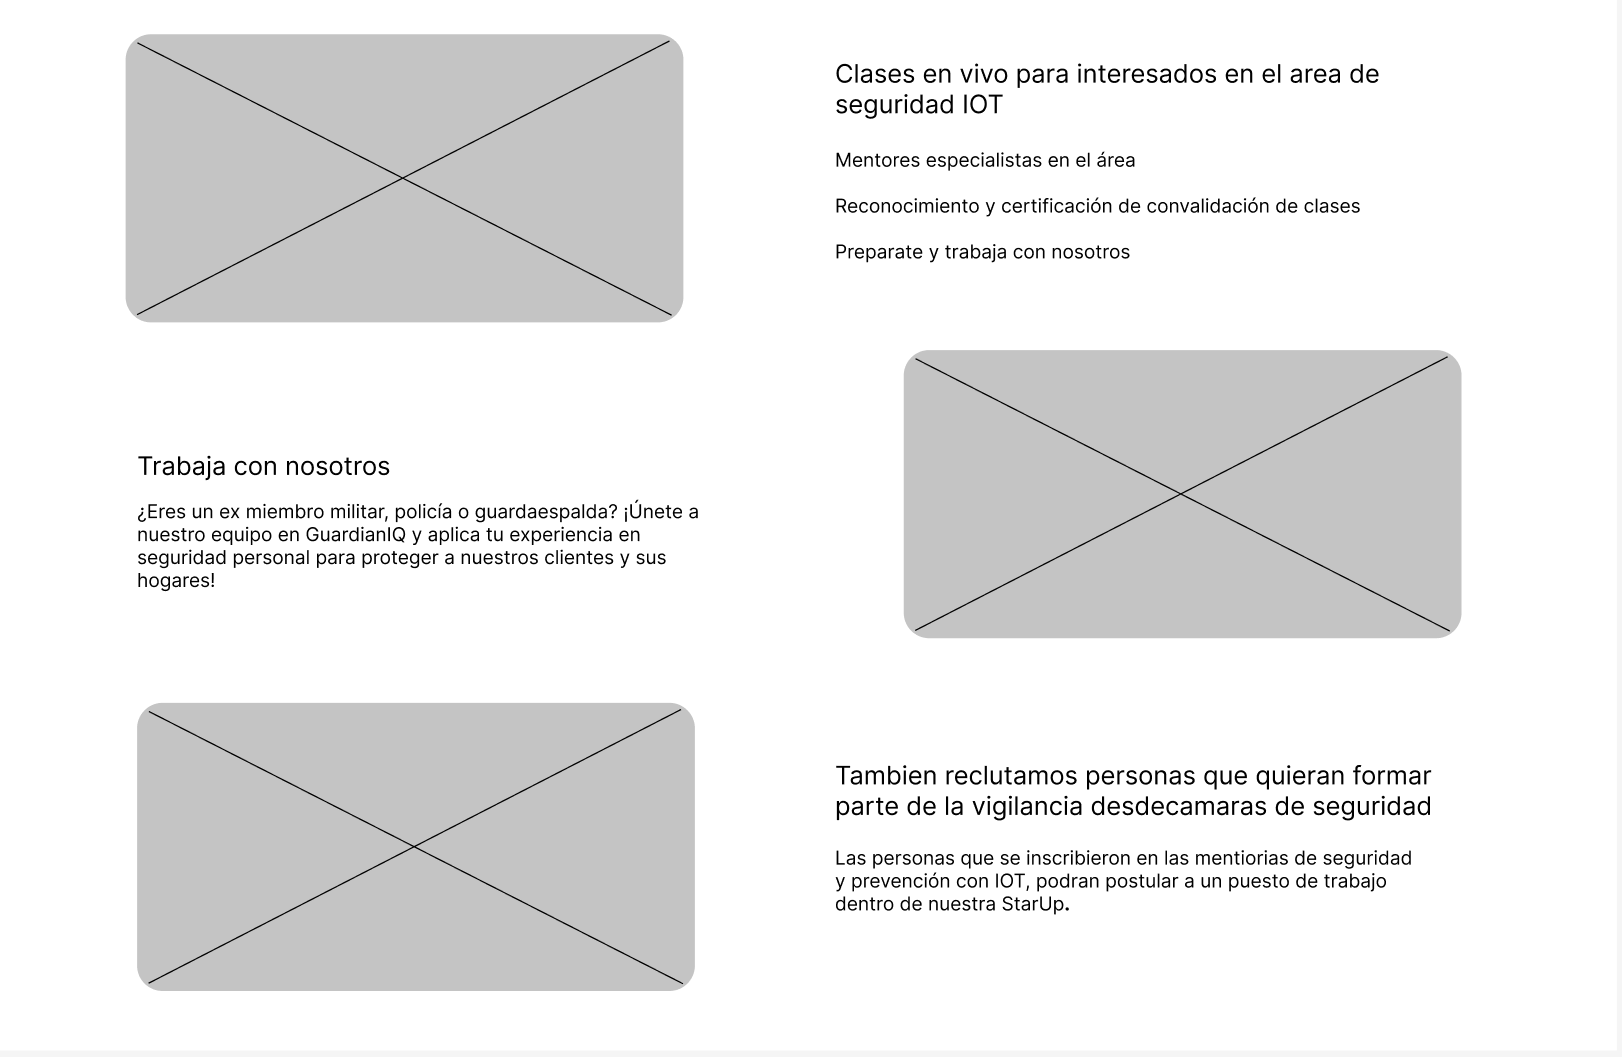 Clases en vivo para interesados en el area de
seguridad IOT
Mentores especialistas en el área
Reconocimiento y certificación de convalidación de clases
Preparate y trabaja con nosotros
Trabaja con nosotros
¿Eres un ex miembro militar, policía o guardaespalda? ¡Únete a
nuestro equipo en GuardianIQ y aplica tu experiencia en
seguridad personal para proteger a nuestros clientes y sus
hogares!
Tambien reclutamos personas que quieran formar
parte de la vigilancia desdecamaras de seguridad
Las personas que se inscribieron en las mentiorias de seguridad
y prevención con IOT, podran postular a un puesto de trabajo
dentro de nuestra StarUp.